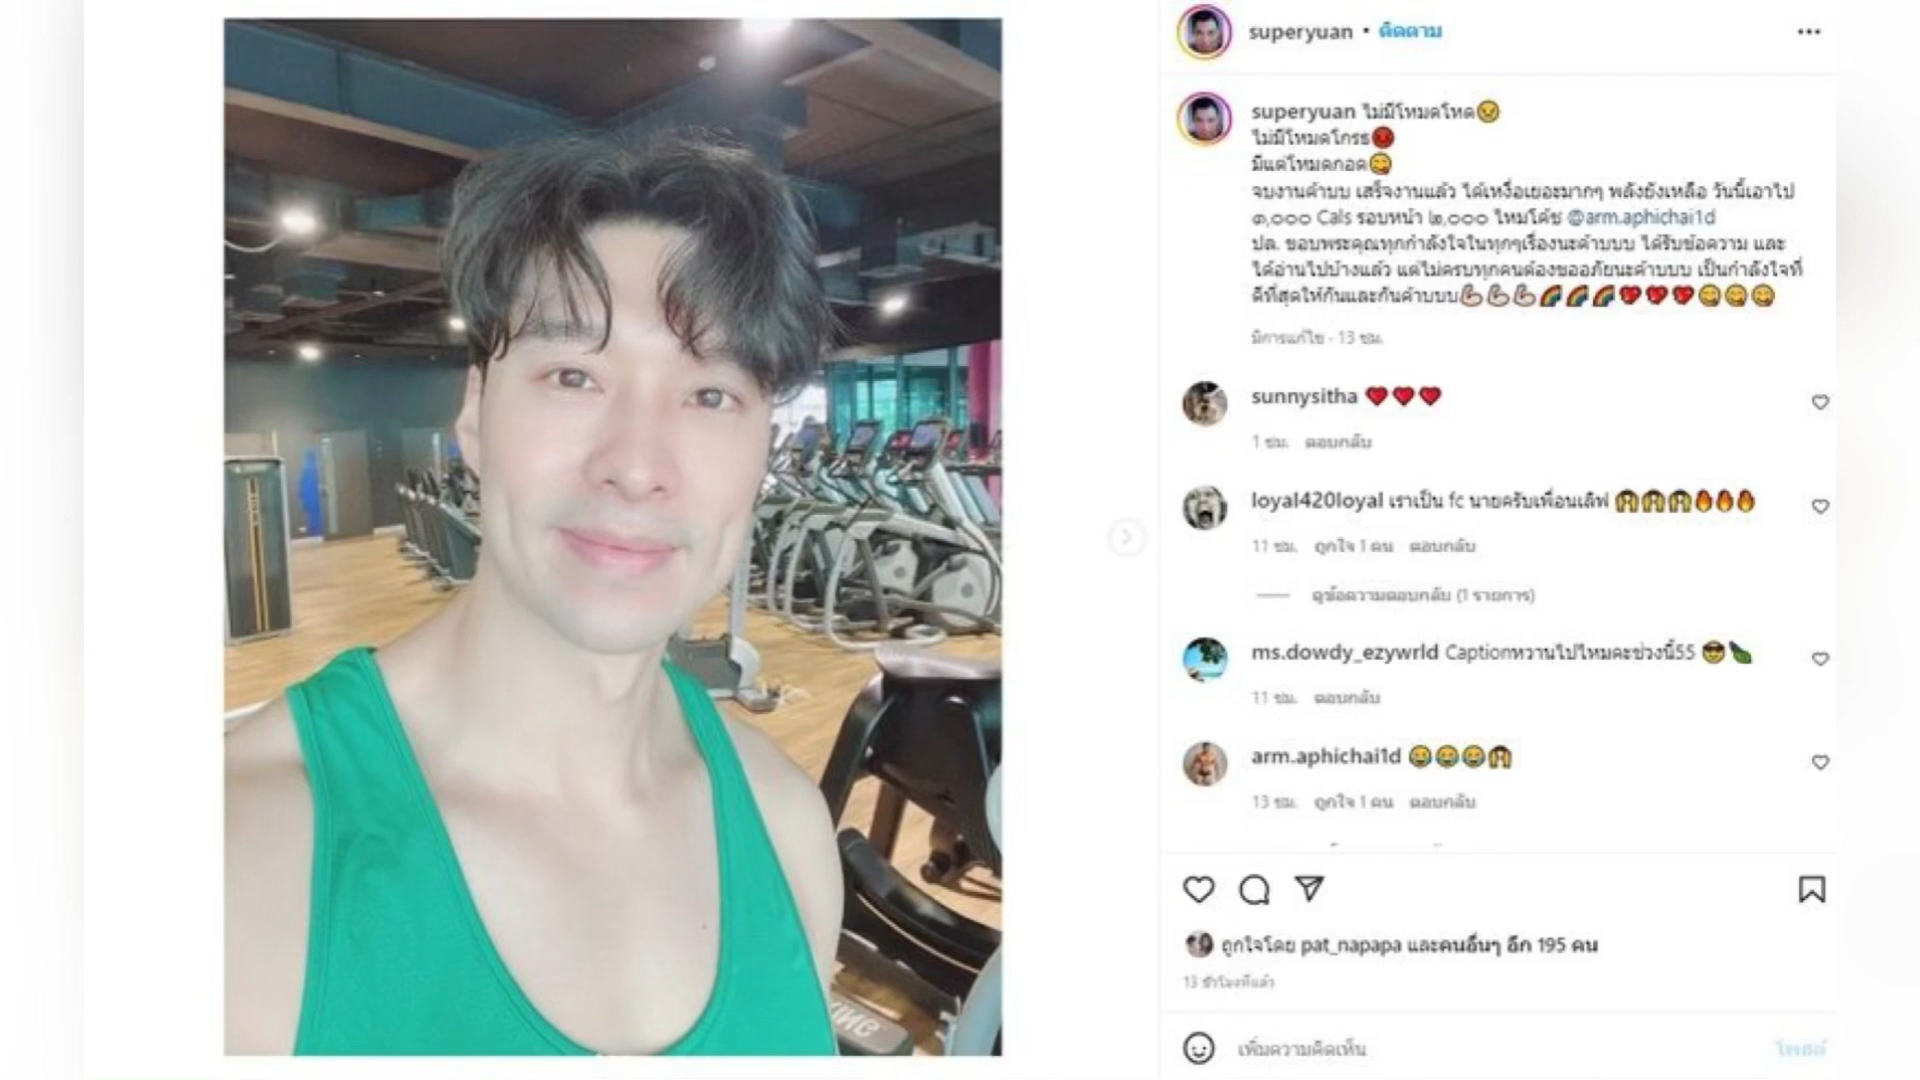 superyuan • ติดตาม
superyuan ไม่มีโหมดโหด😣
ไม่มีโหมดโกรธ😡
มีแต่โหมดกอด😋
จบงานค้าบบ เสร็จงานแล้ว ได้เหงื่อเยอะมากๆ พลังยังเหลือ วันนี้เอาไป
๑,๐๐๐ Cals รอบหน้า ๒,๐๐๐ ไหมโค้ช @arm.aphichai1d
ปล. ขอบพระคุณทุกกำลังใจในทุกๆเรื่องนะค้าบบบ ได้รับข้อความ และ
ได้อ่านไปบ้างแล้ว แต่ไม่ครบทุกคนต้องขออภัยนะค้าบบบ เป็นกำลังใจที่
ดีที่สุดให้กันและกันค้าบบบ💪💪💪🌈🌈🌈💖💖💖😋😋😋
มีการแก้ไข · 13 ชม.
sunnysitha ❤️❤️❤️
1 ชม. ตอบกลับ
loyal420loyal เราเป็น fc นายครับเพื่อนเลิฟ 😱😱😱🔥🔥🔥
11 ชม. ถูกใจ 1 คน ตอบกลับ
ดูข้อความตอบกลับ (1 รายการ)
ms.dowdy_ezywrld Captionหวานไปไหมคะช่วงนี้55 😎
11 ชม. ตอบกลับ
arm.aphichai1d 😂😂😂😱
13 ชม. ถูกใจ 1 คน ตอบกลับ
ถูกใจโดย pat_napapa และคนอื่นๆ อีก 195 คน
13 ชั่วโมงที่แล้ว
เพิ่มความคิดเห็น
โพสต์